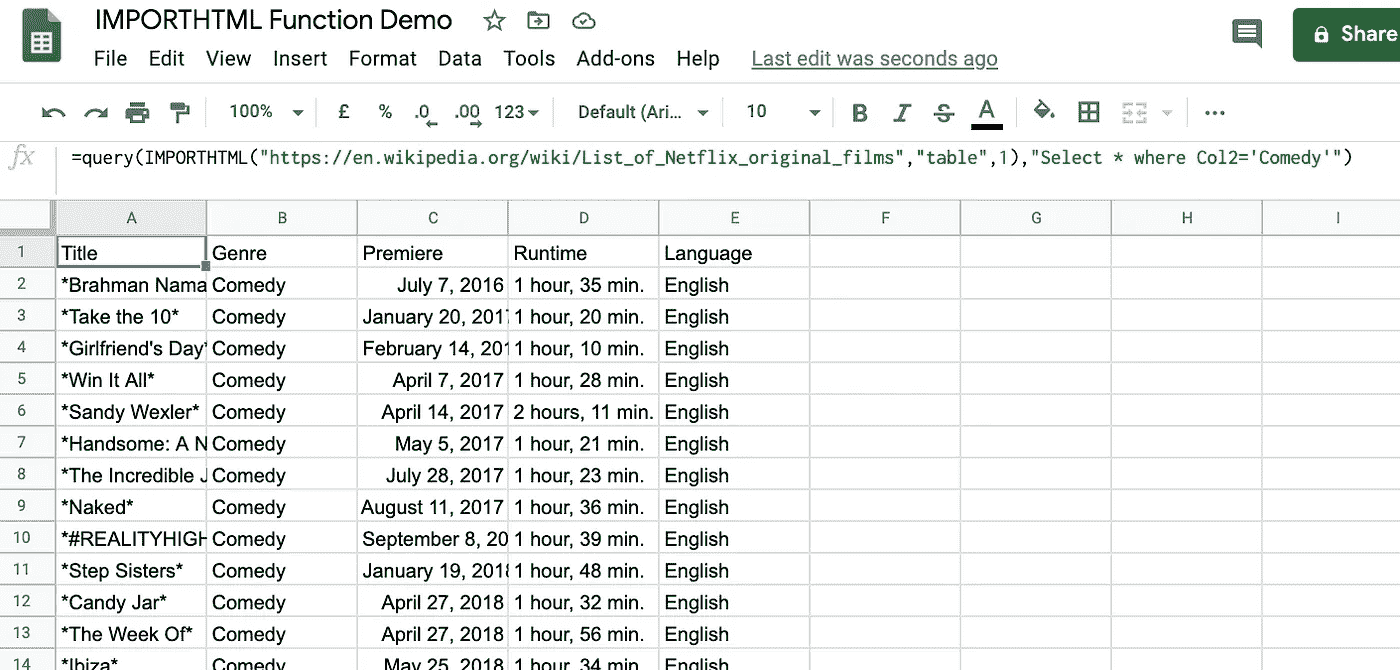 IMPORTHTML Function Demo
File Edit View Insert Format Data Tools Add-ons Help Last edit was seconds ago
Share
100% £ % .0 .00 123 Default (Ari... 10 B I S A ...
fx =query(IMPORTHTML("https://en.wikipedia.org/wiki/List_of_Netflix_original_films","table",1),"Select * where Col2='Comedy'")
A B C D E F G H I
1 Title Genre Premiere Runtime Language
2 *Brahman Nama Comedy July 7, 2016 1 hour, 35 min. English
3 *Take the 10* Comedy January 20, 2017 1 hour, 20 min. English
4 *Girlfriend's Day* Comedy February 14, 201 1 hour, 10 min. English
5 *Win It All* Comedy April 7, 2017 1 hour, 28 min. English
6 *Sandy Wexler* Comedy April 14, 2017 2 hours, 11 min. English
7 *Handsome: A N Comedy May 5, 2017 1 hour, 21 min. English
8 *The Incredible J Comedy July 28, 2017 1 hour, 23 min. English
9 *Naked* Comedy August 11, 2017 1 hour, 36 min. English
10 *#REALITYHIGH Comedy September 8, 20 1 hour, 39 min. English
11 *Step Sisters* Comedy January 19, 2018 1 hour, 48 min. English
12 *Candy Jar* Comedy April 27, 2018 1 hour, 32 min. English
13 *The Week Of* Comedy April 27, 2018 1 hour, 56 min. English
14 *Ibiza* Comedy May 25, 2018 1 hour, 34 min. English